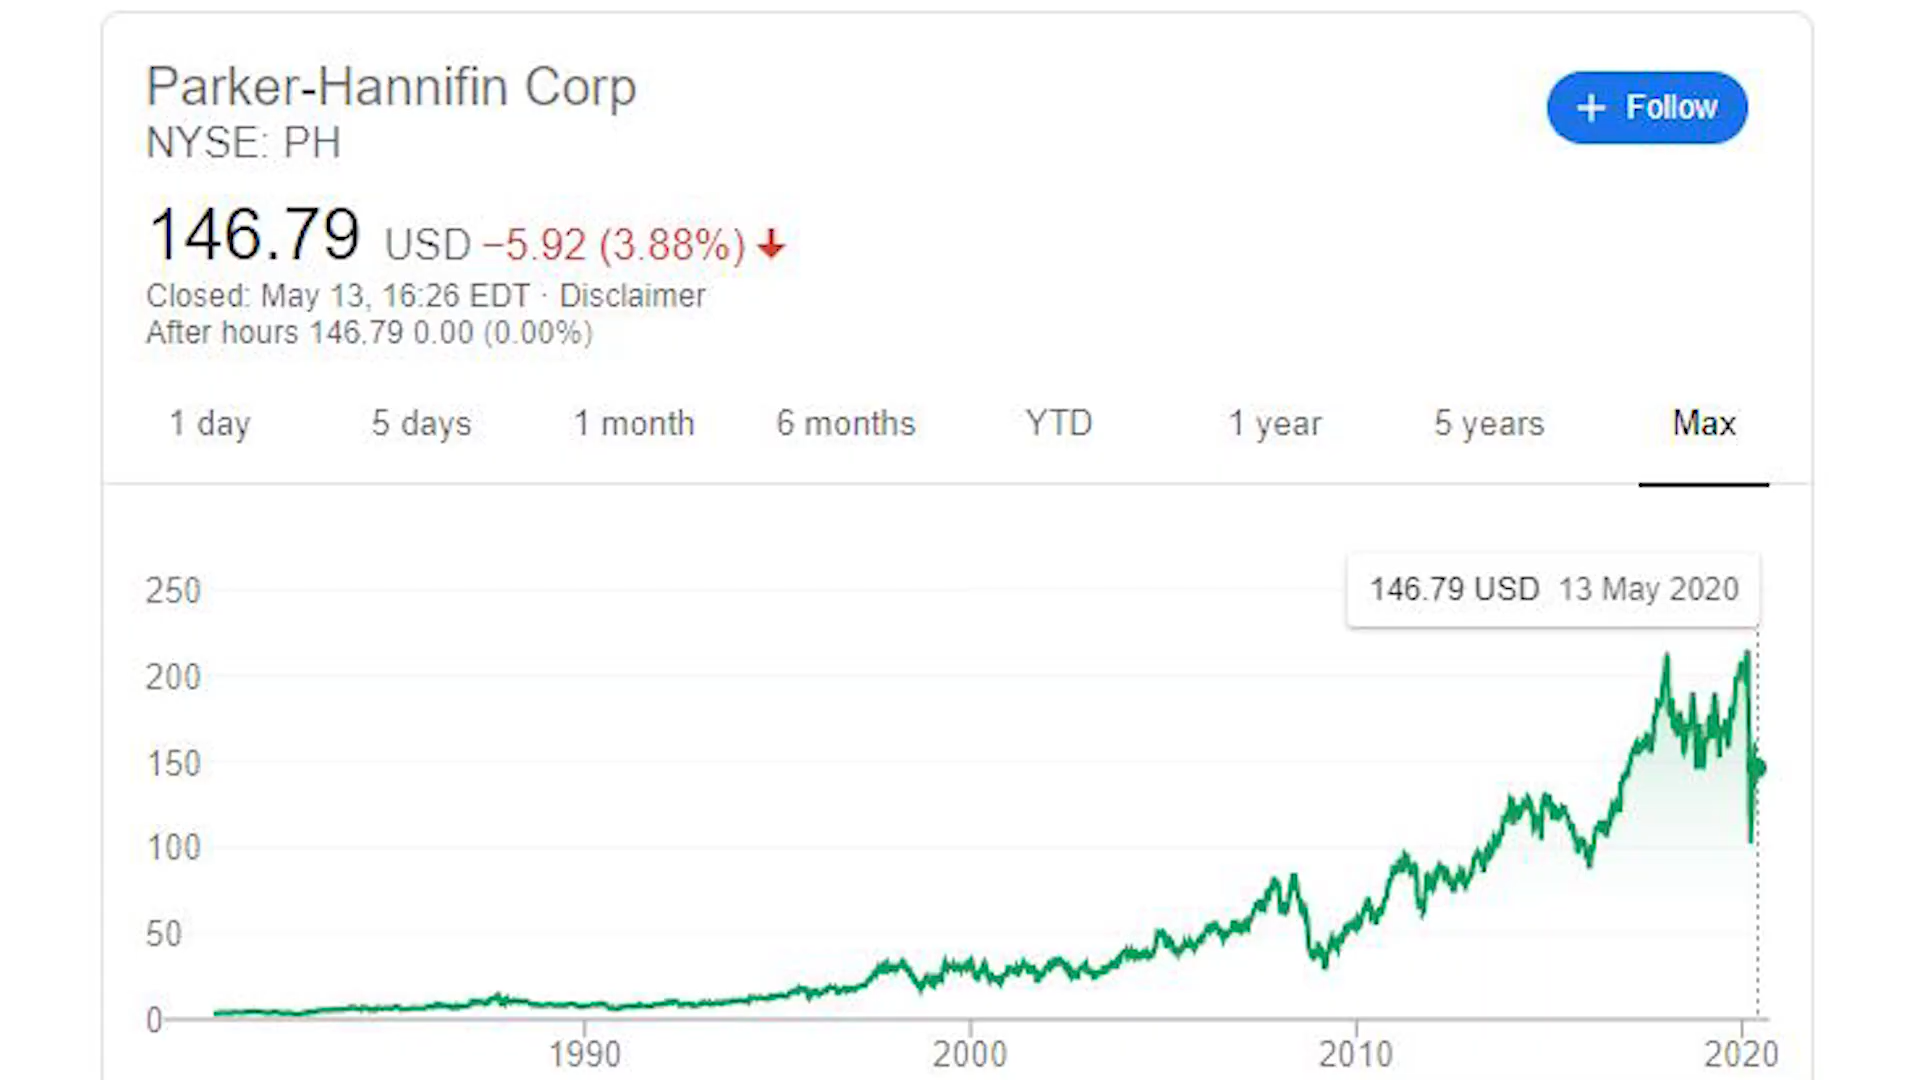 Parker-Hannifin Corp
+ Follow
NYSE: PH
146.79 USD −5.92 (3.88%)
Closed: May 13, 16:26 EDT · Disclaimer
After hours 146.79 0.00 (0.00%)
1 day 5 days 1 month 6 months YTD 1 year 5 years Max
146.79 USD 13 May 2020
250
200
150
100
50
0
1990 2000 2010 2020